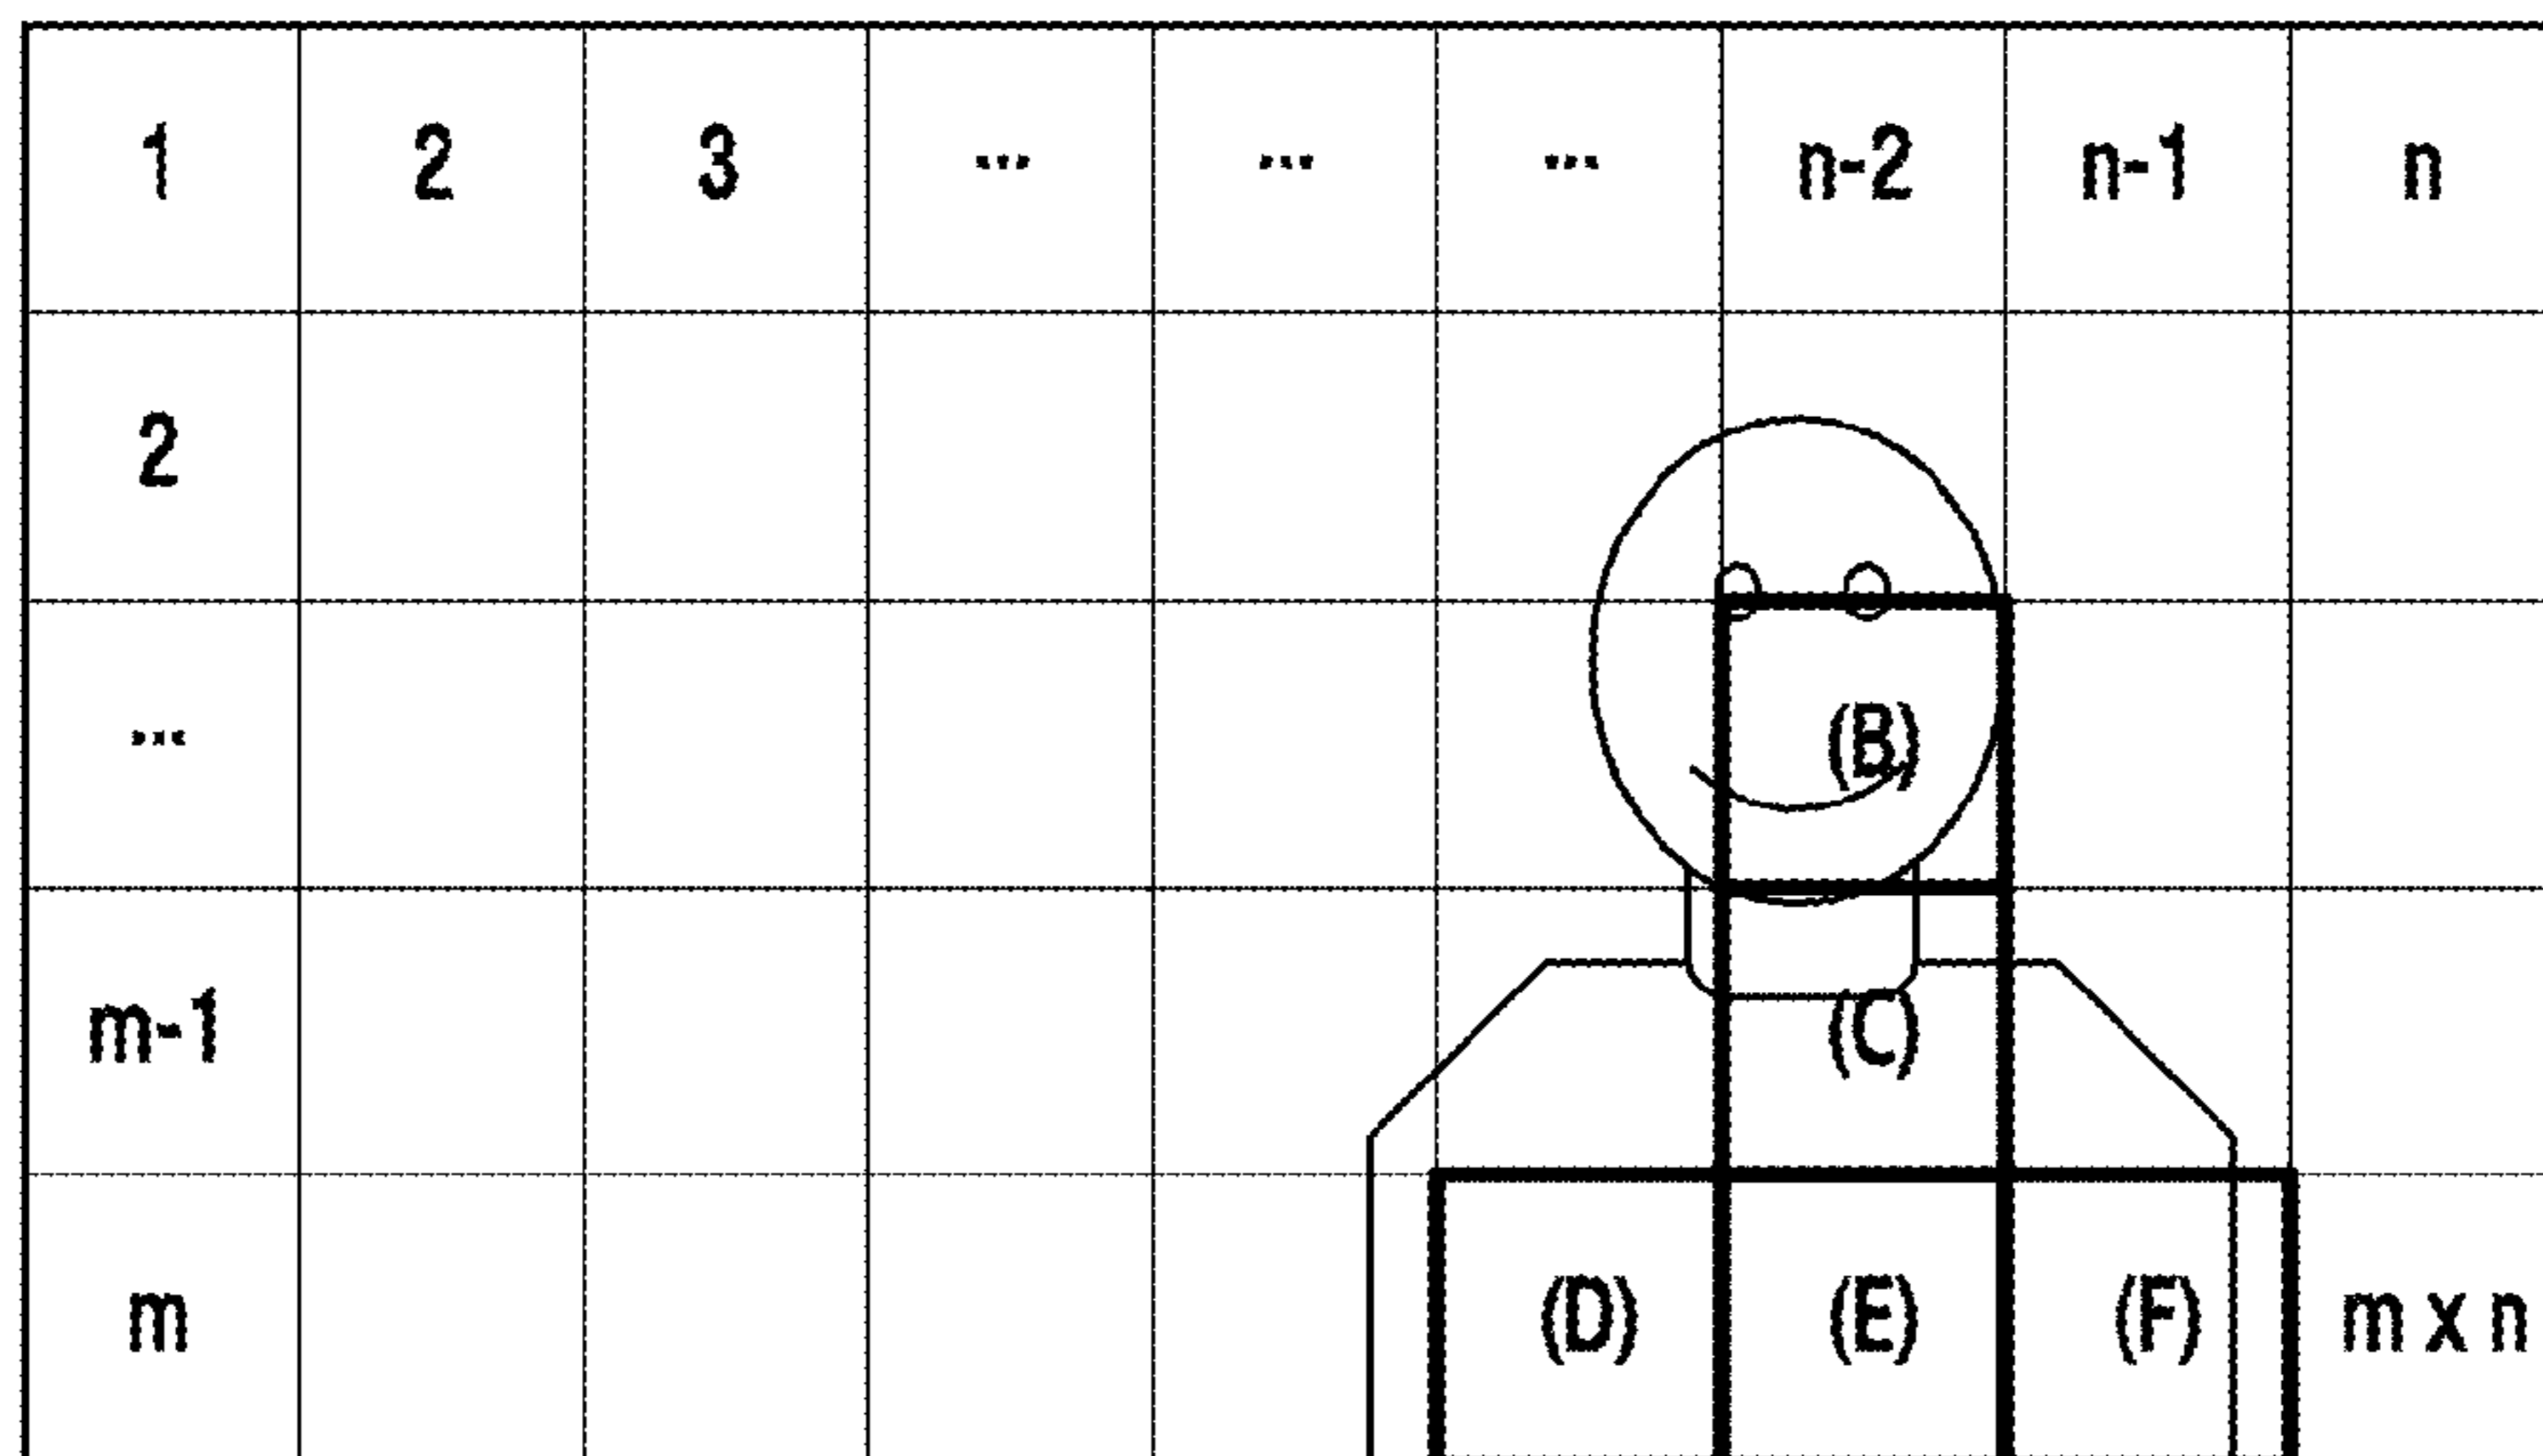 1 2 3 ... ... ... n-2 n-1 n
2
... (B)
m-1 (C)
m (D) (E) (F) m x n